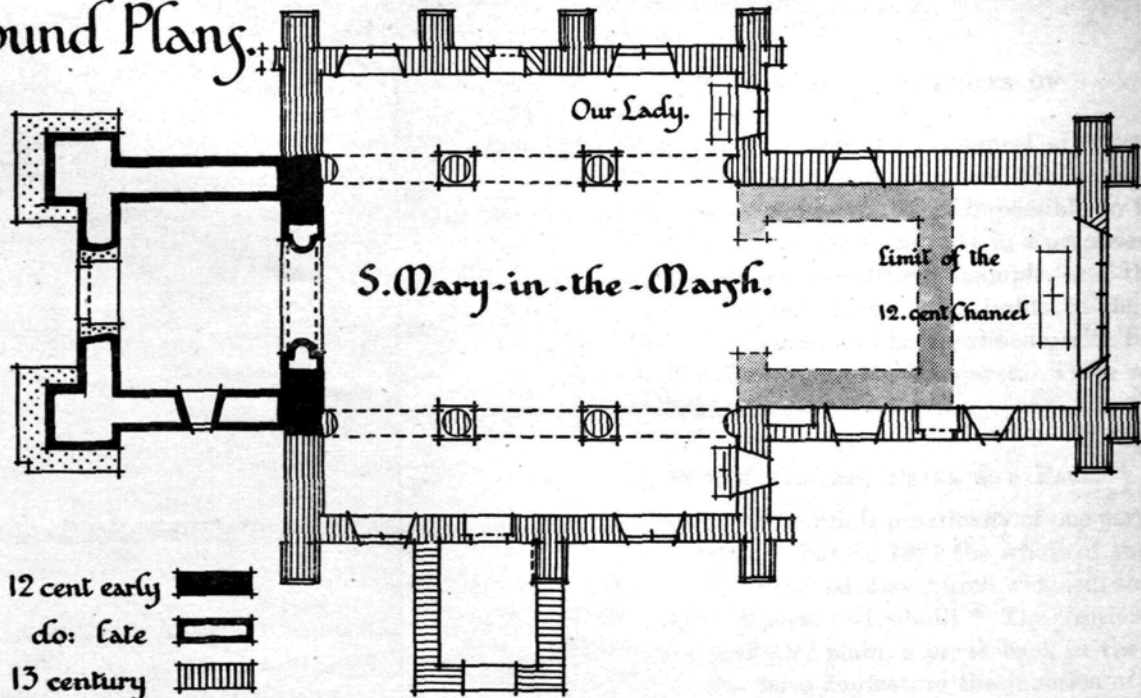 ound Plans.
Our Lady.
S. Mary-in-the-Marsh.
Limit of the
12. cent Chancel
12 cent early
do: late
13 century